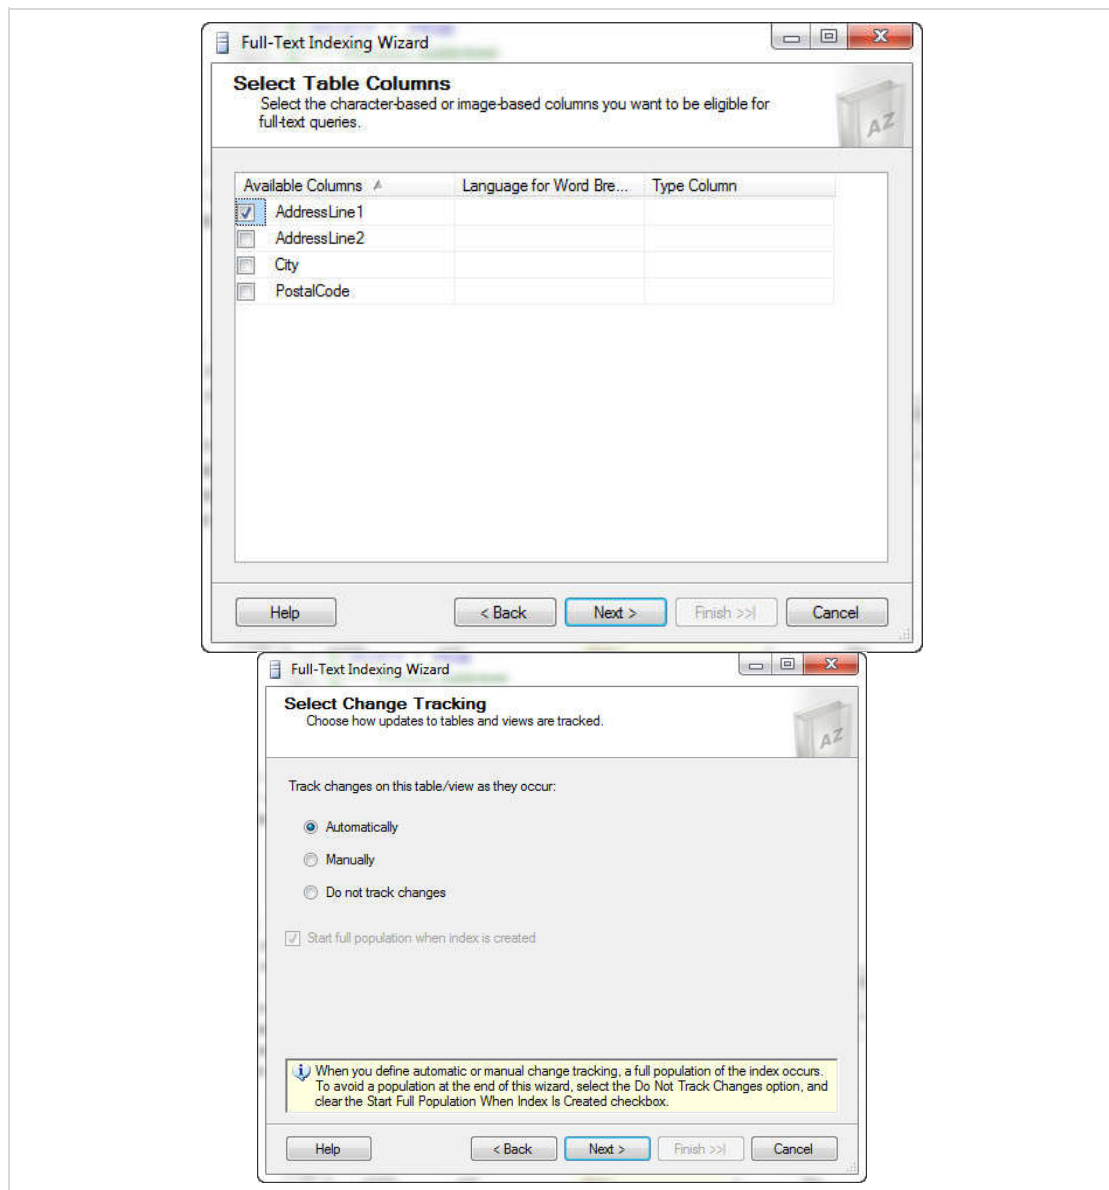 Full-Text Indexing Wizard
Select Table Columns
Select the character-based or image-based columns you want to be eligible for
full-text queries.
AZ
Available Columns Language for Word Bre... Type Column
AddressLine1
AddressLine2
City
PostalCode
Help < Back Next > Finish >>| Cancel
Full-Text Indexing Wizard
Select Change Tracking
Choose how updates to tables and views are tracked.
AZ
Track changes on this table/view as they occur:
Automatically
Manually
Do not track changes
Start full population when index is created
When you define automatic or manual change tracking, a full population of the index occurs.
To avoid a population at the end of this wizard, select the Do Not Track Changes option, and
clear the Start Full Population When Index Is Created checkbox.
Help < Back Next > Finish >>| Cancel